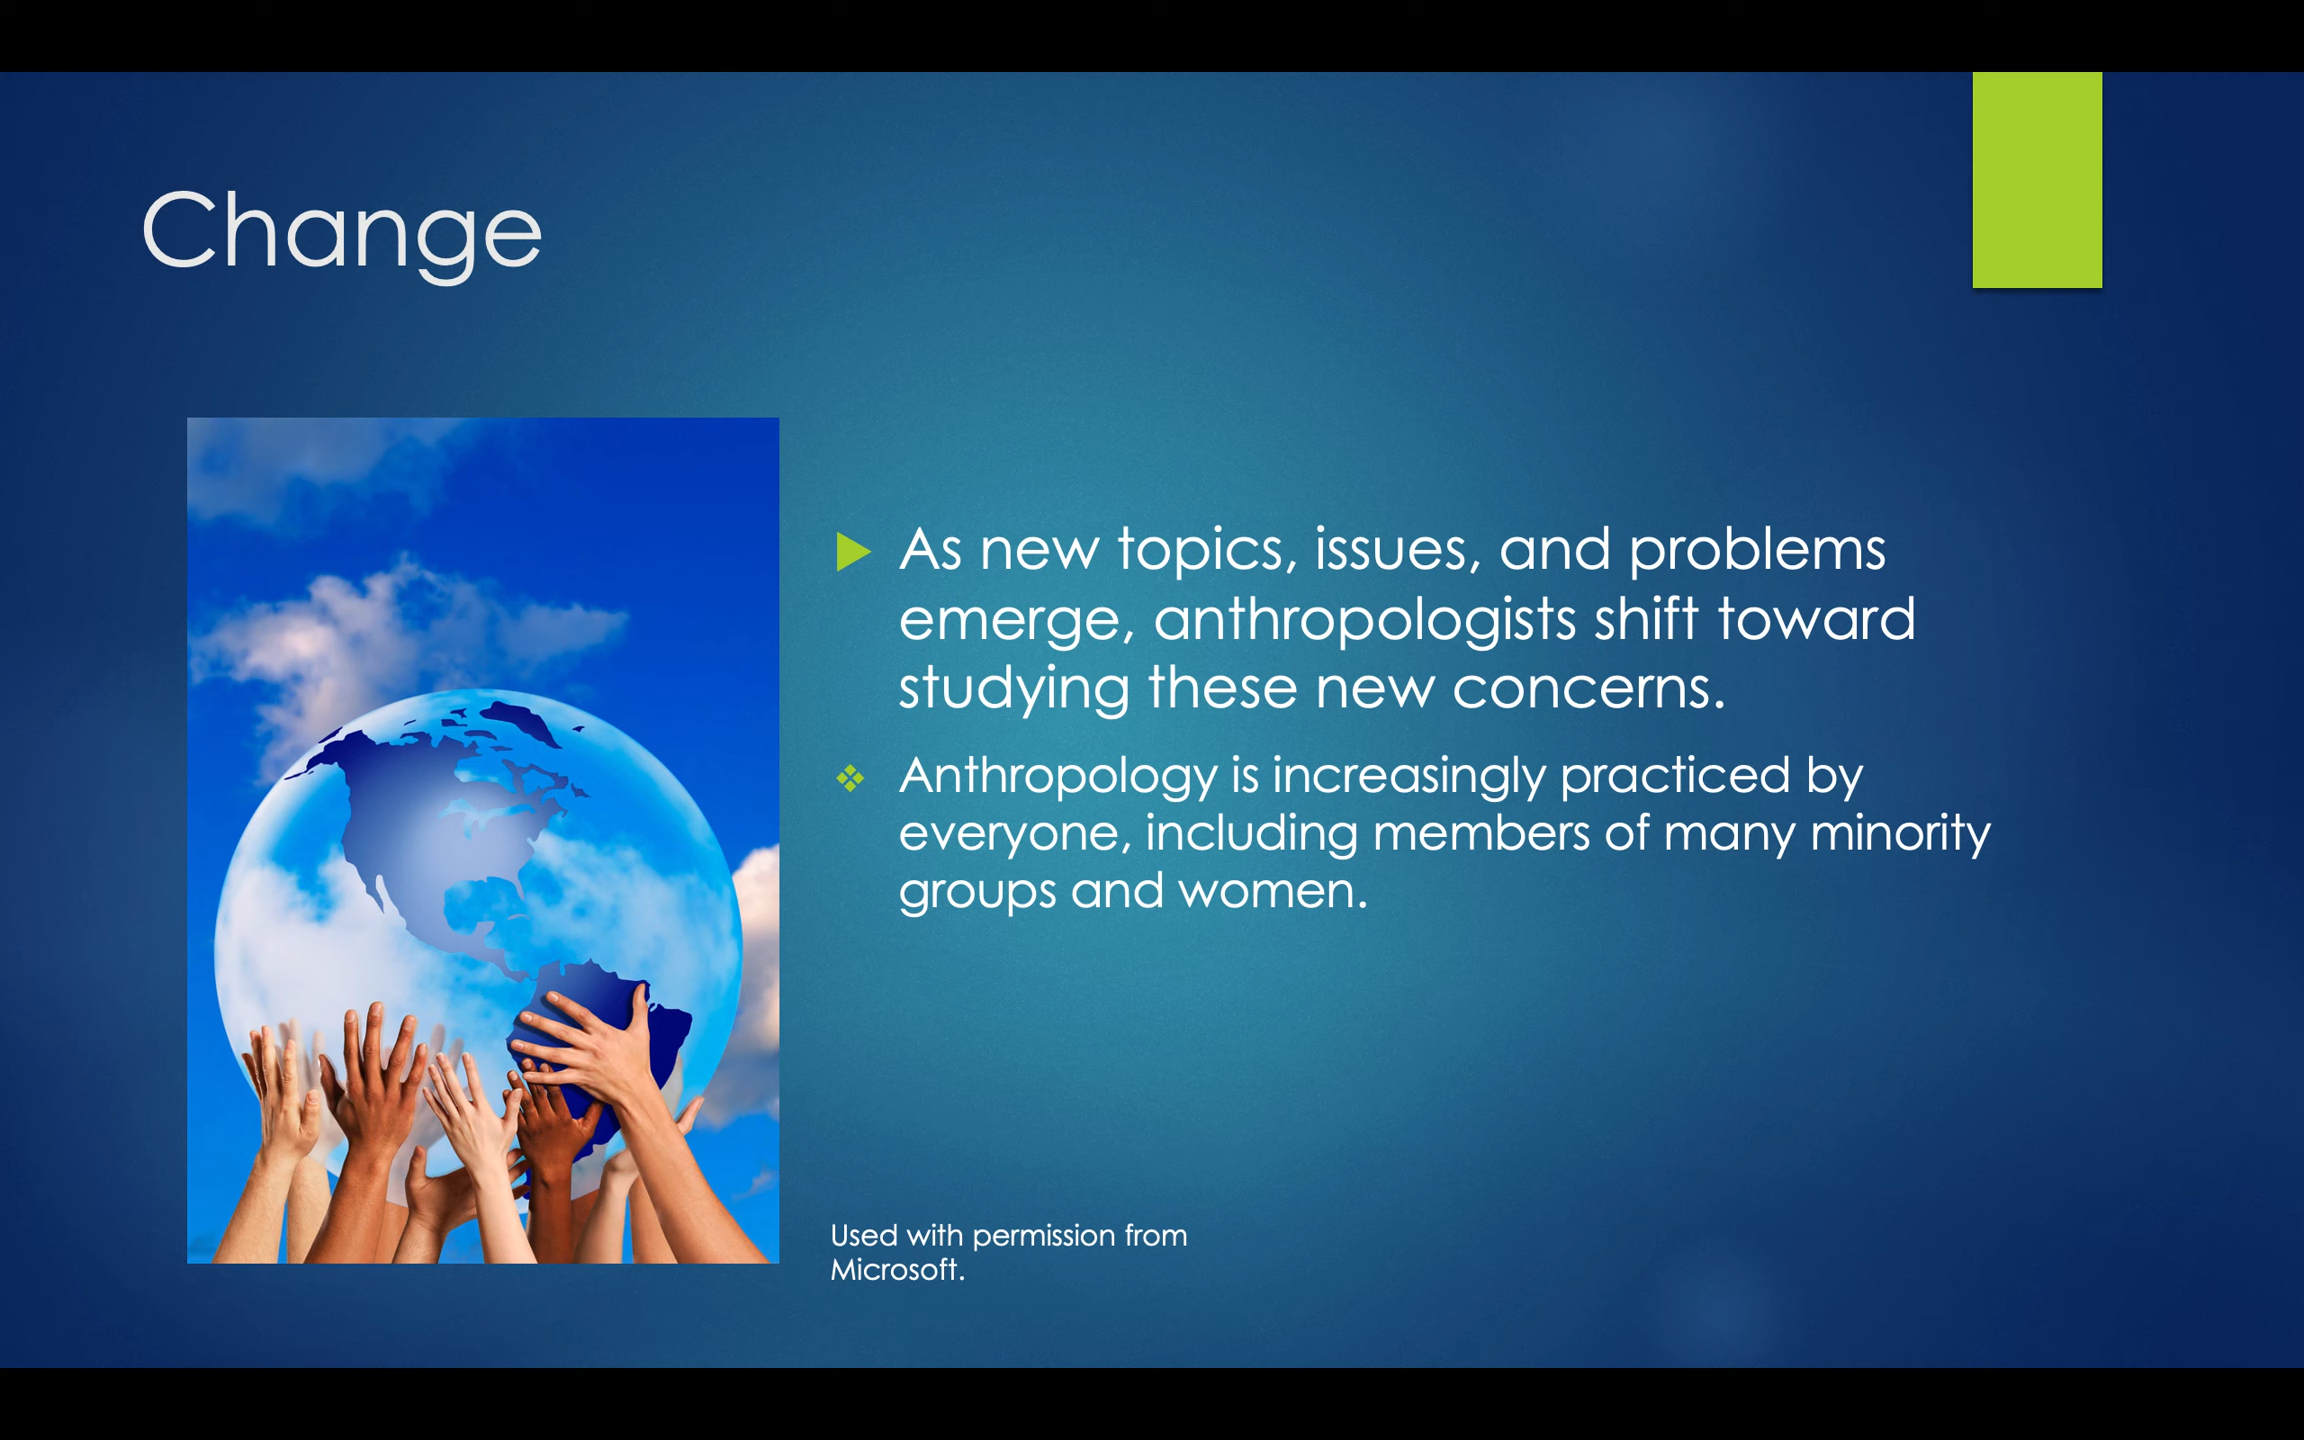 Change
As new topics, issues, and problems
emerge, anthropologists shift toward
studying these new concerns.
Anthropology is increasingly practiced by
everyone, including members of many minority
groups and women.
Used with permission from
Microsoft.